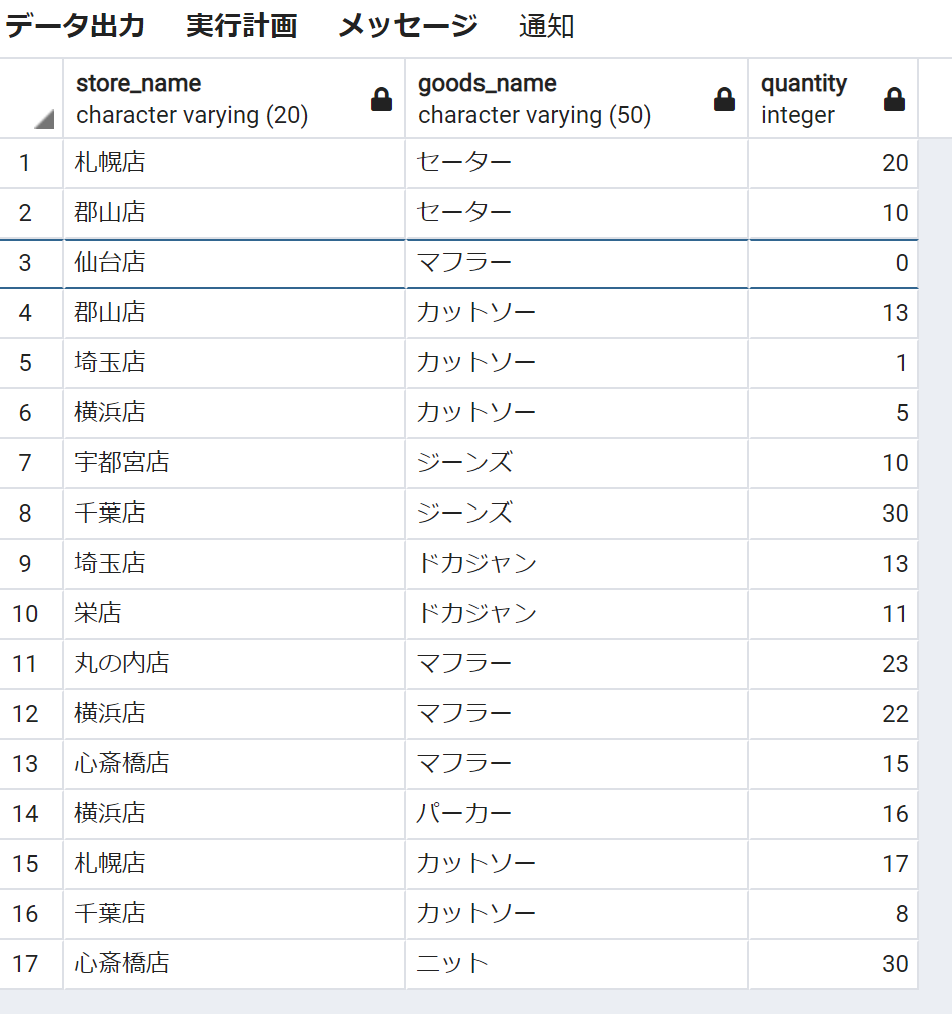 データ出力 実行計画 メッセージ 通知
store_name goods_name quantity
character varying (20) character varying (50) integer
1 札幌店 セーター 20
2 郡山店 セーター 10
3 仙台店 マフラー 0
4 郡山店 カットソー 13
5 埼玉店 カットソー 1
6 横浜店 カットソー 5
7 宇都宮店 ジーンズ 10
8 千葉店 ジーンズ 30
9 埼玉店 ドカジャン 13
10 栄店 ドカジャン 11
11 丸の内店 マフラー 23
12 横浜店 マフラー 22
13 心斎橋店 マフラー 15
14 横浜店 パーカー 16
15 札幌店 カットソー 17
16 千葉店 カットソー 8
17 心斎橋店 ニット 30